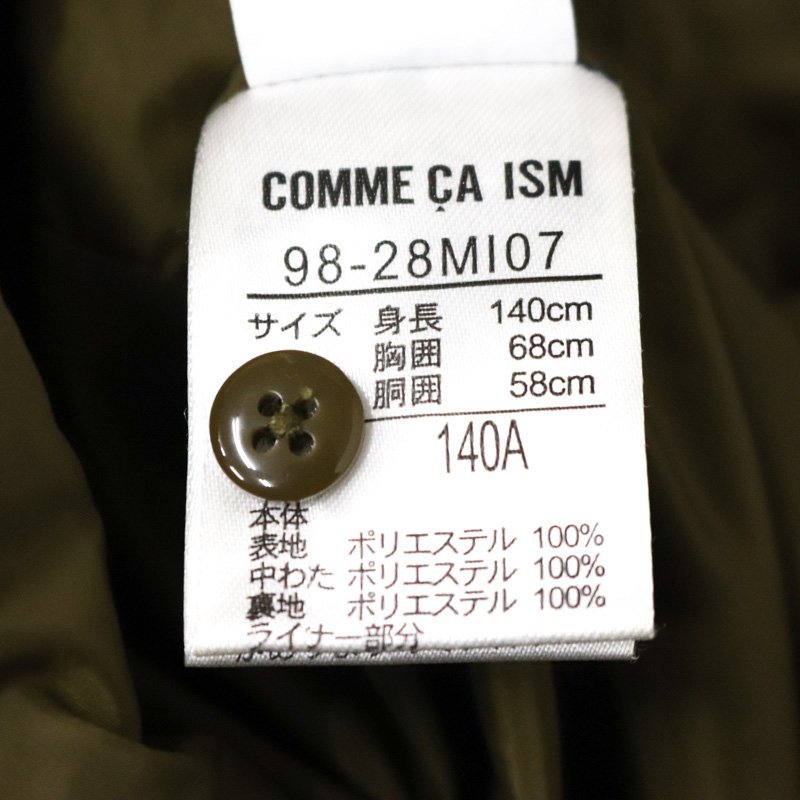 COMME ÇA ISM
98-28MI07
サイズ 身長 140cm
胸囲 68cm
胴囲 58cm
140A
本体
表地 ポリエステル 100%
中わた ポリエステル 100%
裏地 ポリエステル 100%
ライナー部分